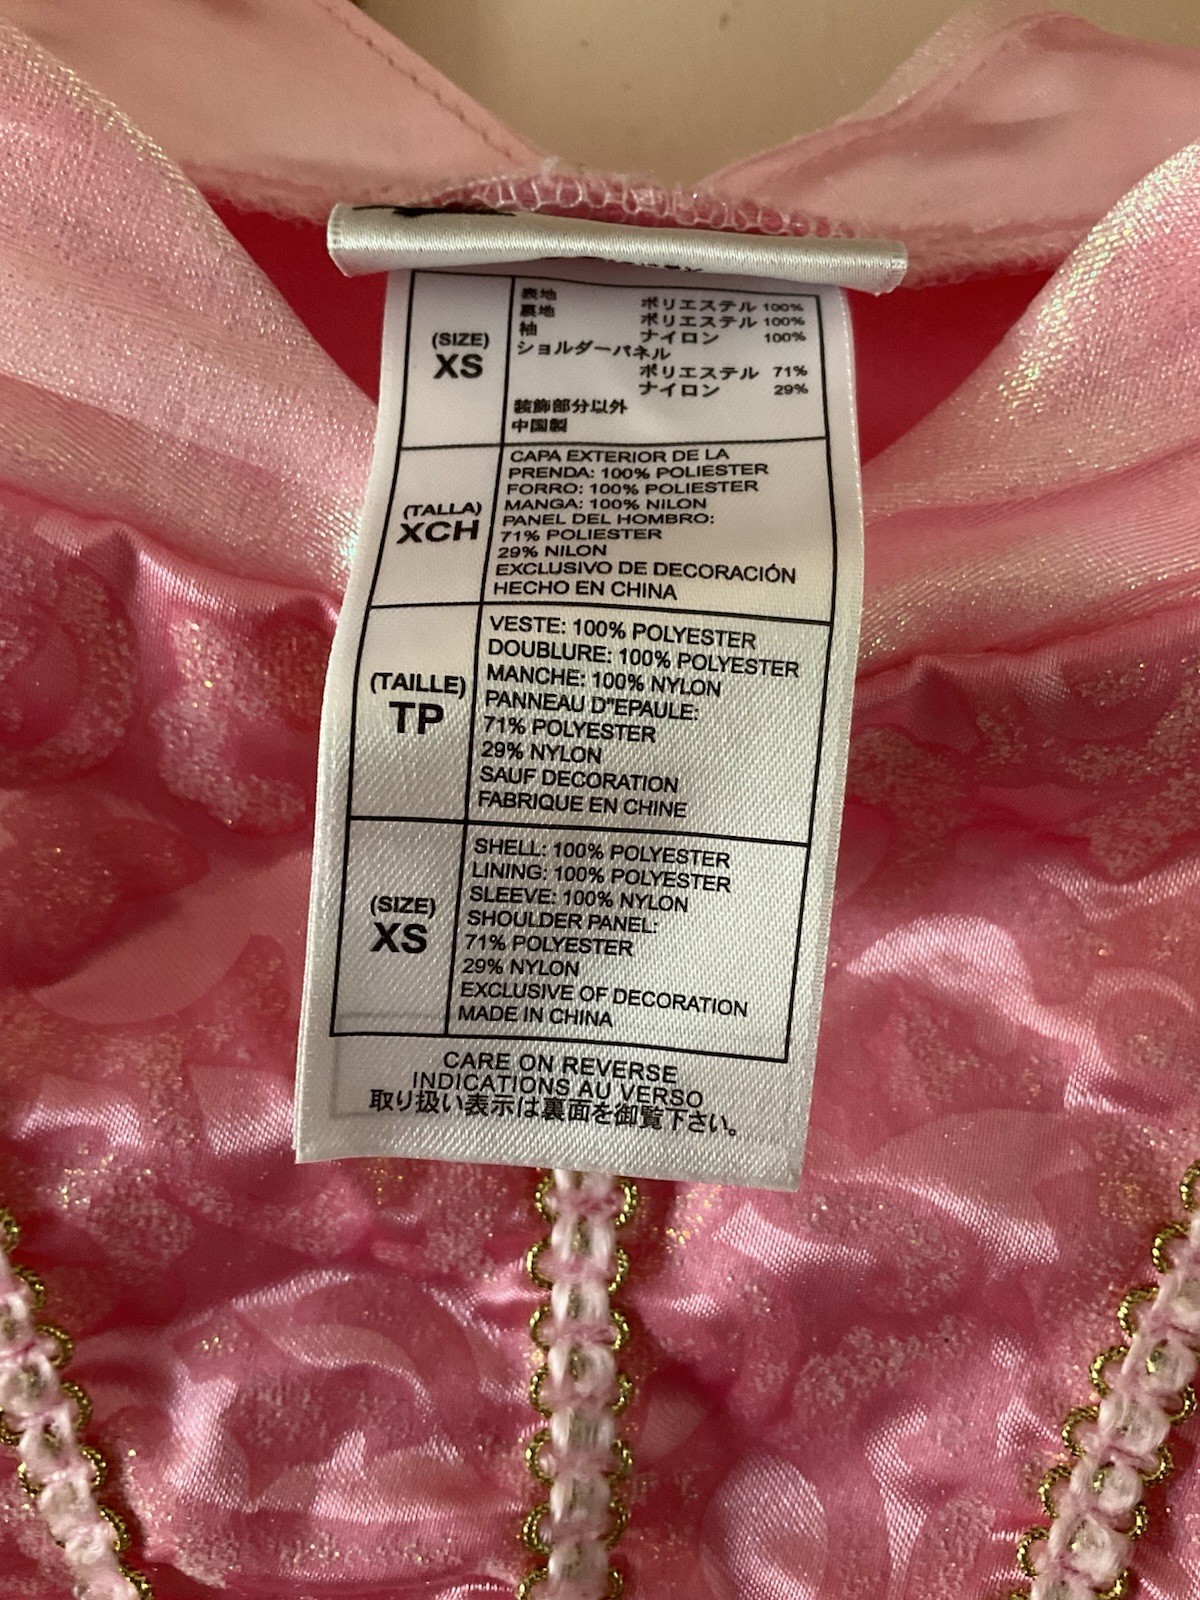 (SIZE)
XS
表地 ポリエステル 100%
裏地 ポリエステル 100%
袖 ナイロン 100%
ショルダーパネル
ポリエステル 71%
ナイロン 29%
装飾部分以外
中国製
(TALLA)
XCH
CAPA EXTERIOR DE LA
PRENDA: 100% POLIESTER
FORRO: 100% POLIESTER
MANGA: 100% NILON
PANEL DEL HOMBRO:
71% POLIESTER
29% NILON
EXCLUSIVO DE DECORACIÓN
HECHO EN CHINA
(TAILLE)
TP
VESTE: 100% POLYESTER
DOUBLURE: 100% POLYESTER
MANCHE: 100% NYLON
PANNEAU D"EPAULE:
71% POLYESTER
29% NYLON
SAUF DECORATION
FABRIQUE EN CHINE
(SIZE)
XS
SHELL: 100% POLYESTER
LINING: 100% POLYESTER
SLEEVE: 100% NYLON
SHOULDER PANEL:
71% POLYESTER
29% NYLON
EXCLUSIVE OF DECORATION
MADE IN CHINA
CARE ON REVERSE
INDICATIONS AU VERSO
取り扱い表示は裏面を御覧下さい。